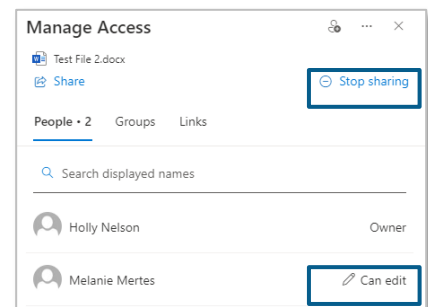 Manage Access
Test File 2.docx
Share
Stop sharing
People • 2 Groups Links
Search displayed names
Holly Nelson Owner
Melanie Mertes Can edit